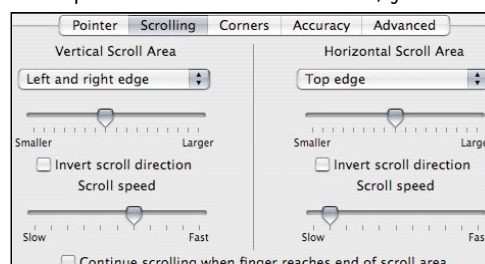 Pointer Scrolling Corners Accuracy Advanced
Vertical Scroll Area Horizontal Scroll Area
Left and right edge Top edge
Smaller Larger Smaller Large
Invert scroll direction Invert scroll direction
Scroll speed Scroll speed
Slow Fast Slow Fas
Continue scrolling when finger reaches end of scroll area